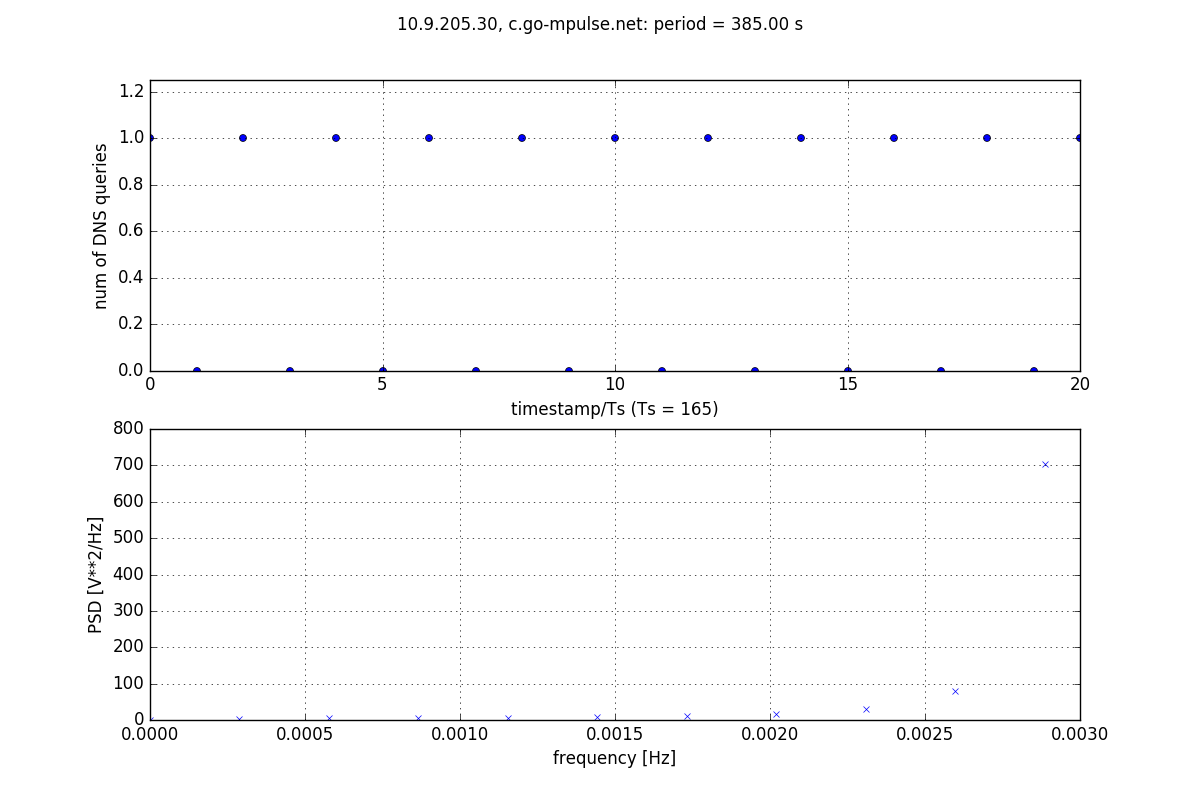 10.9.205.30, c.go-mpulse.net: period = 385.00 s
1.2
1.0
0.8
0.6
0.4
0.2
0.0
num of DNS queries
0 5 10 15 20
timestamp/Ts (Ts = 165)
800
700
600
500
400
300
200
100
0
PSD [V**2/Hz]
0.0000 0.0005 0.0010 0.0015 0.0020 0.0025 0.0030
frequency [Hz]